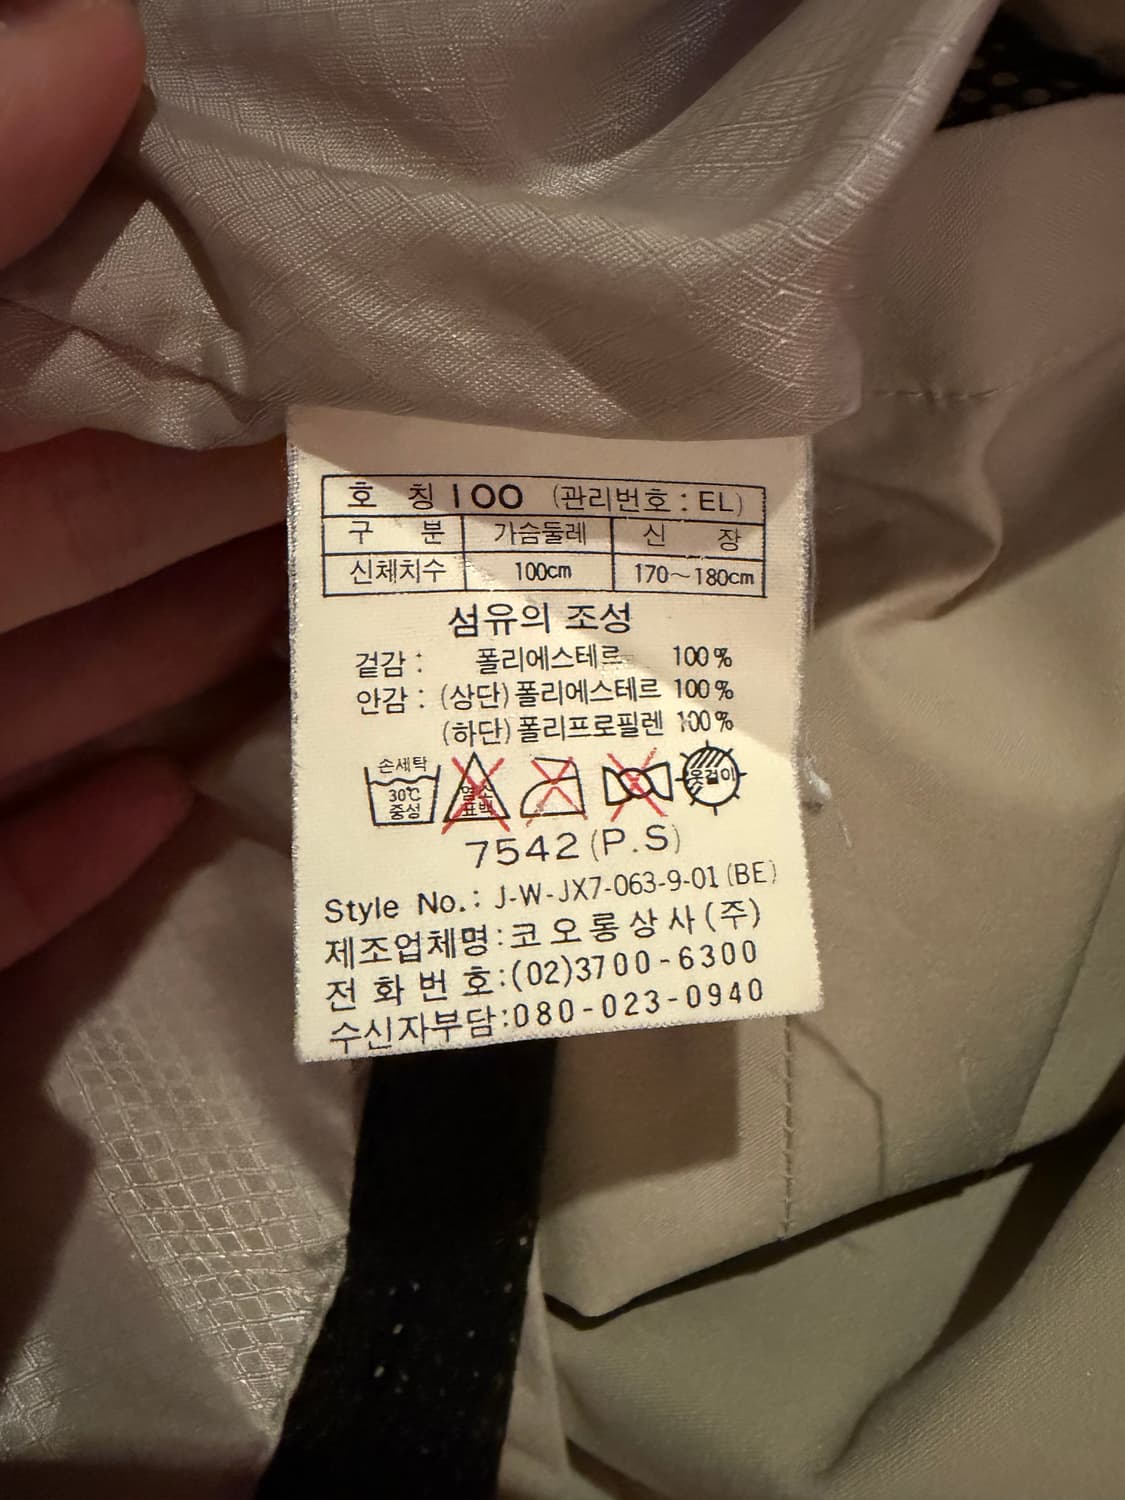 호 칭 100 (관리번호 : EL)
구 분 가슴둘레 신 장
신체치수 100cm 170～180cm
섬유의 조성
겉감 : 폴리에스테르 100%
안감 : (상단) 폴리에스테르 100%
(하단) 폴리프로필렌 100%
손세탁
30℃
중성
염소
표백
옷걸이
7542 (P.S)
Style No.: J-W-JX7-063-9-01 (BE)
제조업체명 : 코오롱상사 (주)
전 화 번 호 : (02)3700-6300
수신자부담 : 080-023-0940